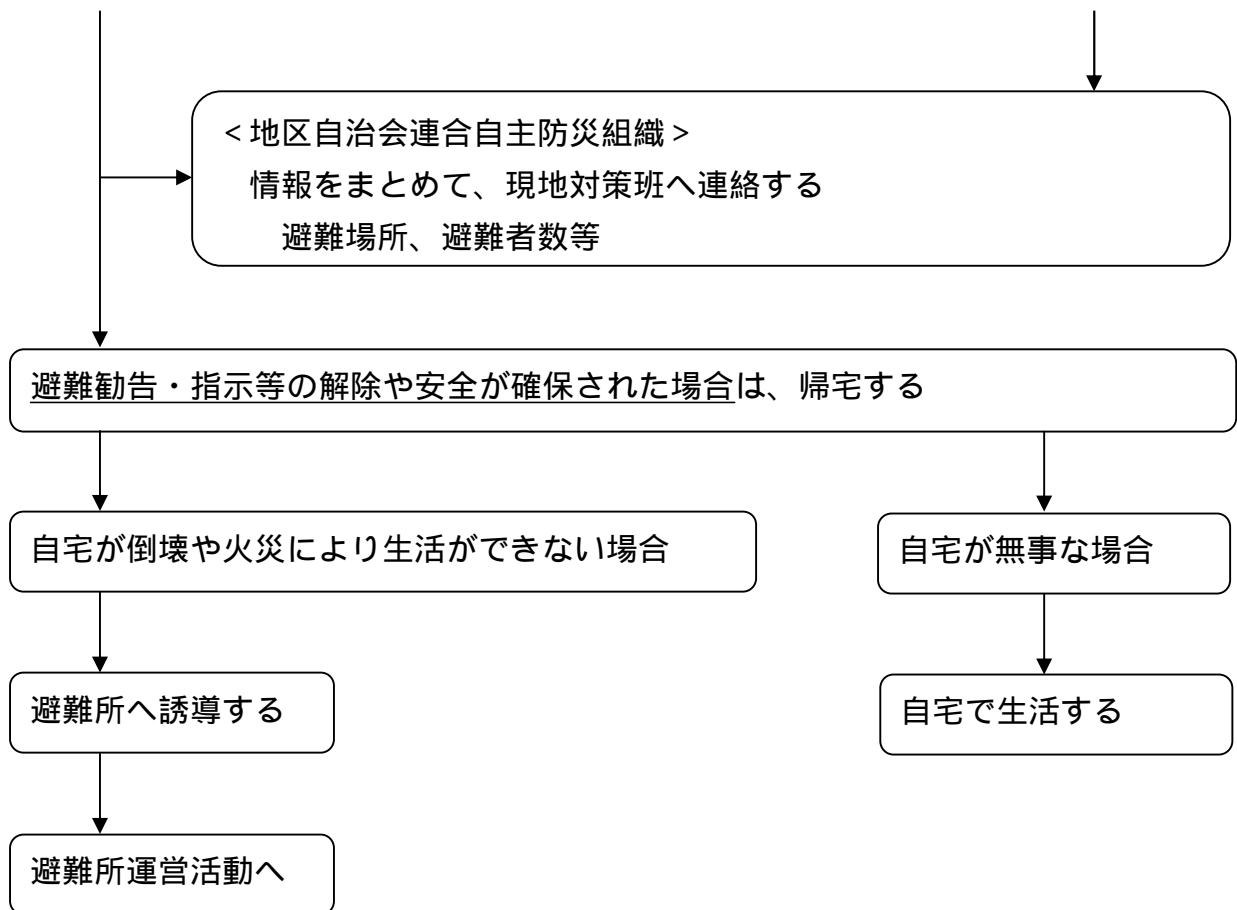 <地区自治会連合自主防災組織>
情報をまとめて、現地対策班へ連絡する
避難場所、避難者数等
避難勧告・指示等の解除や安全が確保された場合は、帰宅する
自宅が倒壊や火災により生活ができない場合
自宅が無事な場合
避難所へ誘導する
自宅で生活する
避難所運営活動へ